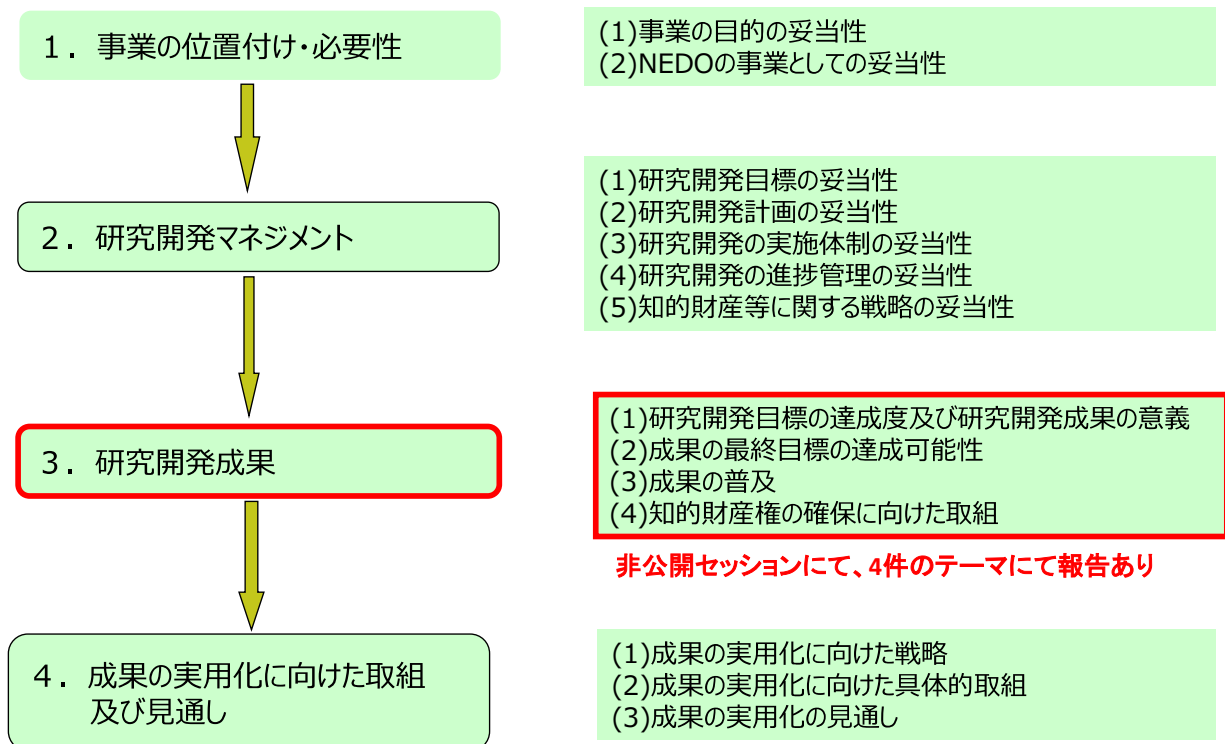 1．事業の位置付け・必要性
(1)事業の目的の妥当性
(2)NEDOの事業としての妥当性
2．研究開発マネジメント
(1)研究開発目標の妥当性
(2)研究開発計画の妥当性
(3)研究開発の実施体制の妥当性
(4)研究開発の進捗管理の妥当性
(5)知的財産等に関する戦略の妥当性
3．研究開発成果
(1)研究開発目標の達成度及び研究開発成果の意義
(2)成果の最終目標の達成可能性
(3)成果の普及
(4)知的財産権の確保に向けた取組
非公開セッションにて、4件のテーマにて報告あり
4．成果の実用化に向けた取組
及び見通し
(1)成果の実用化に向けた戦略
(2)成果の実用化に向けた具体的取組
(3)成果の実用化の見通し